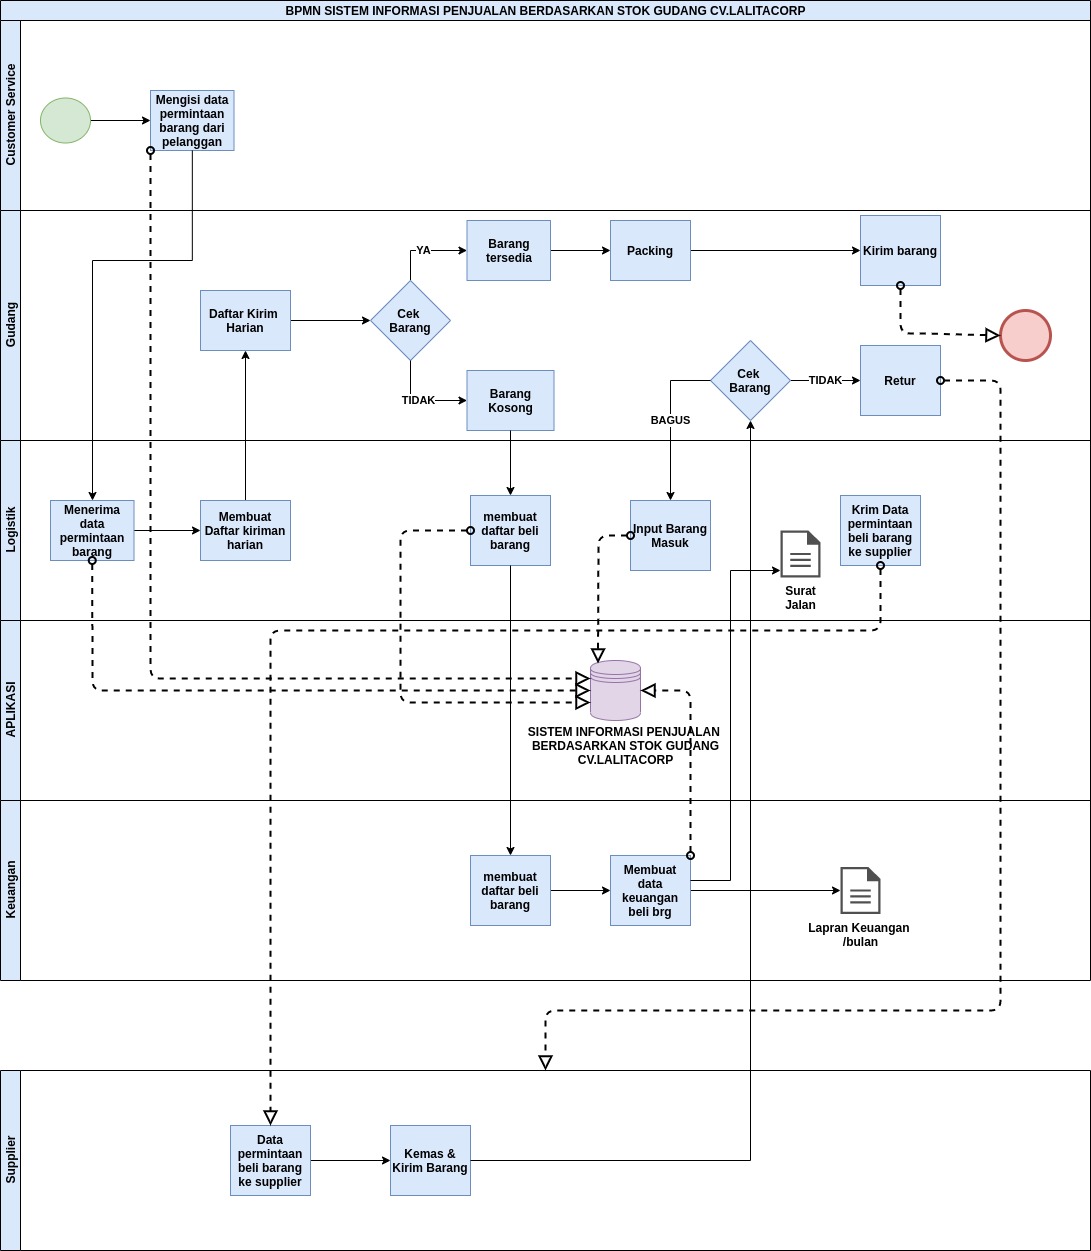 BPMN SISTEM INFORMASI PENJUALAN BERDASARKAN STOK GUDANG CV.LALITACORP
Customer Service
Mengisi data
permintaan
barang dari
pelanggan
Gudang
YA
Barang
tersedia
Packing
Kirim barang
Daftar Kirim
Harian
Cek
Barang
TIDAK
Barang
Kosong
Cek
Barang
TIDAK
Retur
BAGUS
Logistik
Menerima
data
permintaan
barang
Membuat
Daftar kiriman
harian
membuat
daftar beli
barang
Input Barang
Masuk
Surat
Jalan
Krim Data
permintaan
beli barang
ke supplier
APLIKASI
SISTEM INFORMASI PENJUALAN
BERDASARKAN STOK GUDANG
CV.LALITACORP
Keuangan
membuat
daftar beli
barang
Membuat
data
keuangan
beli brg
Lapran Keuangan
/bulan
Supplier
Data
permintaan
beli barang
ke supplier
Kemas &
Kirim Barang